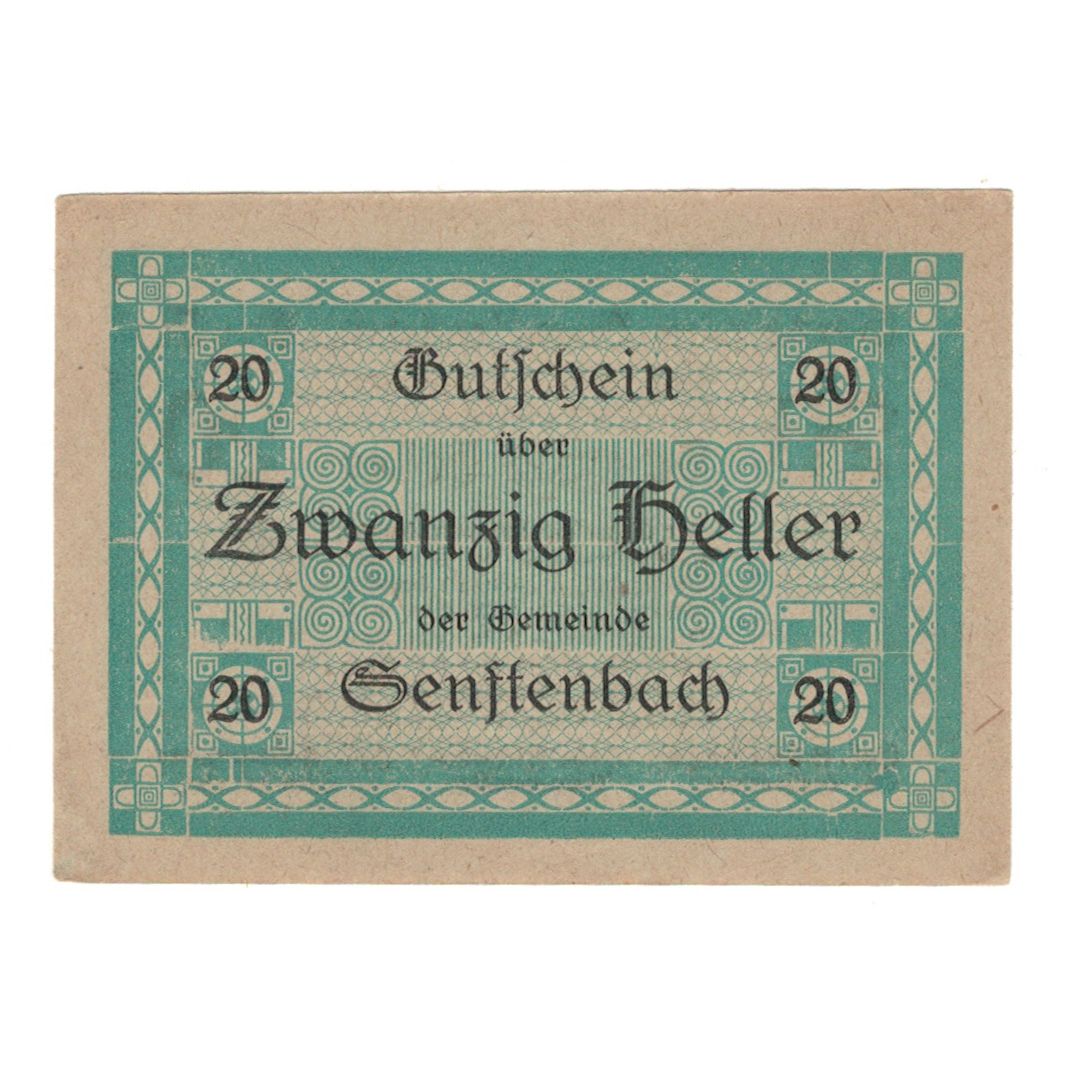 20 Gutschein 20
über
Zwanzig Heller
der Gemeinde
20 Senftenbach 20